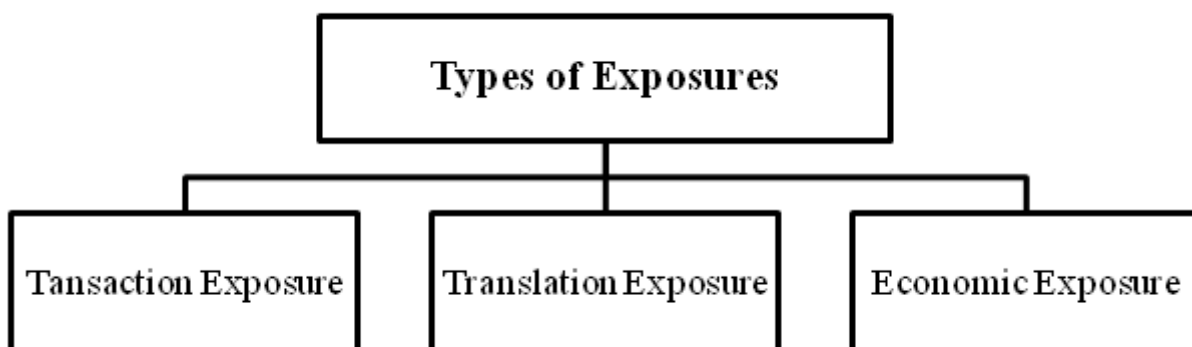 Types of Exposures
Tansaction Exposure
Translation Exposure
Economic Exposure